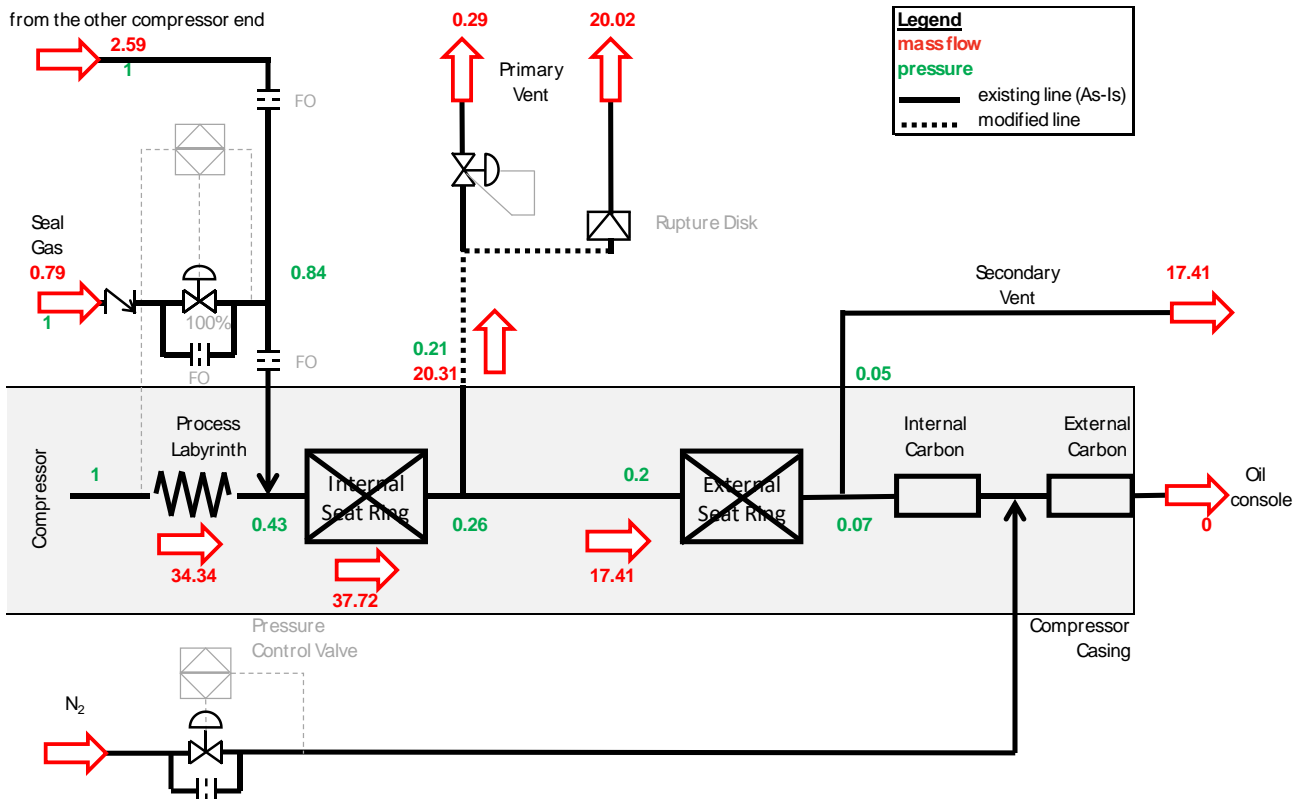 from the other compressor end
2.59
1
FO
0.29
20.02
Primary
Vent
Legend
mass flow
pressure
existing line (As-Is)
modified line
Seal
Gas
0.79
1
100%
FO
0.84
FO
Rupture Disk
Secondary
Vent
17.41
0.21
20.31
0.05
Compressor
1
Process
Labyrinth
34.34
0.43
Internal
Seat Ring
37.72
0.26
0.2
17.41
External
Seat Ring
0.07
Internal
Carbon
External
Carbon
Oil
console
0
Pressure
Control Valve
Compressor
Casing
N2